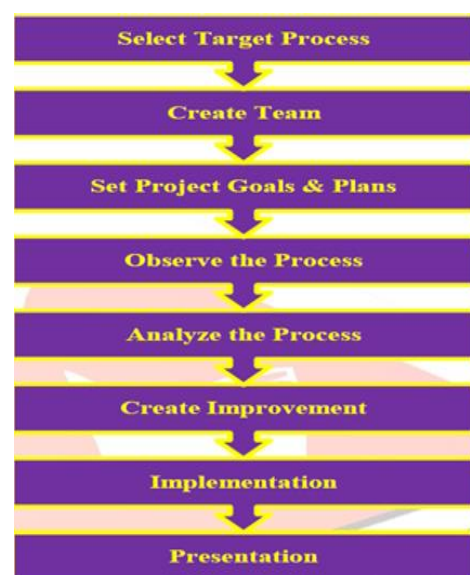 Select Target Process
Create Team
Set Project Goals & Plans
Observe the Process
Analyze the Process
Create Improvement
Implementation
Presentation